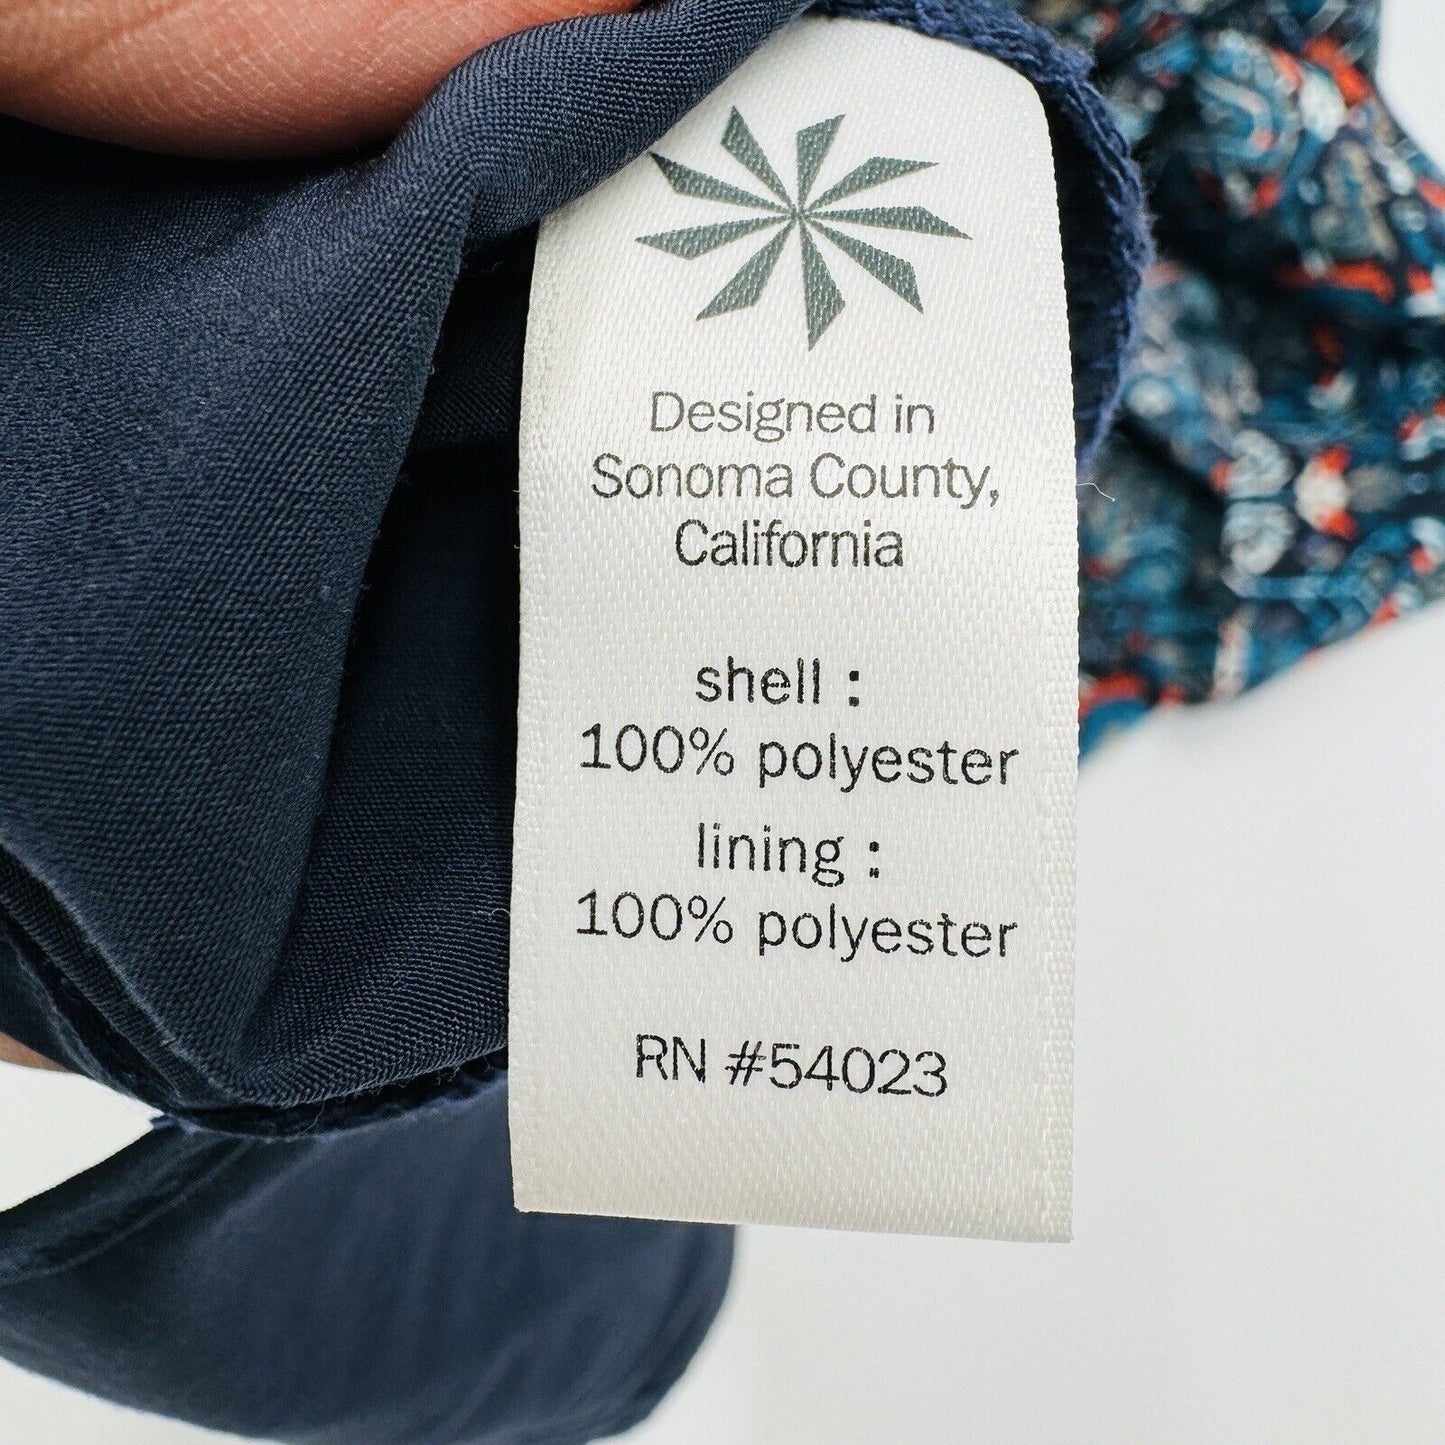 Designed in
Sonoma County,
California
shell :
100% polyester
lining :
100% polyester
RN #54023